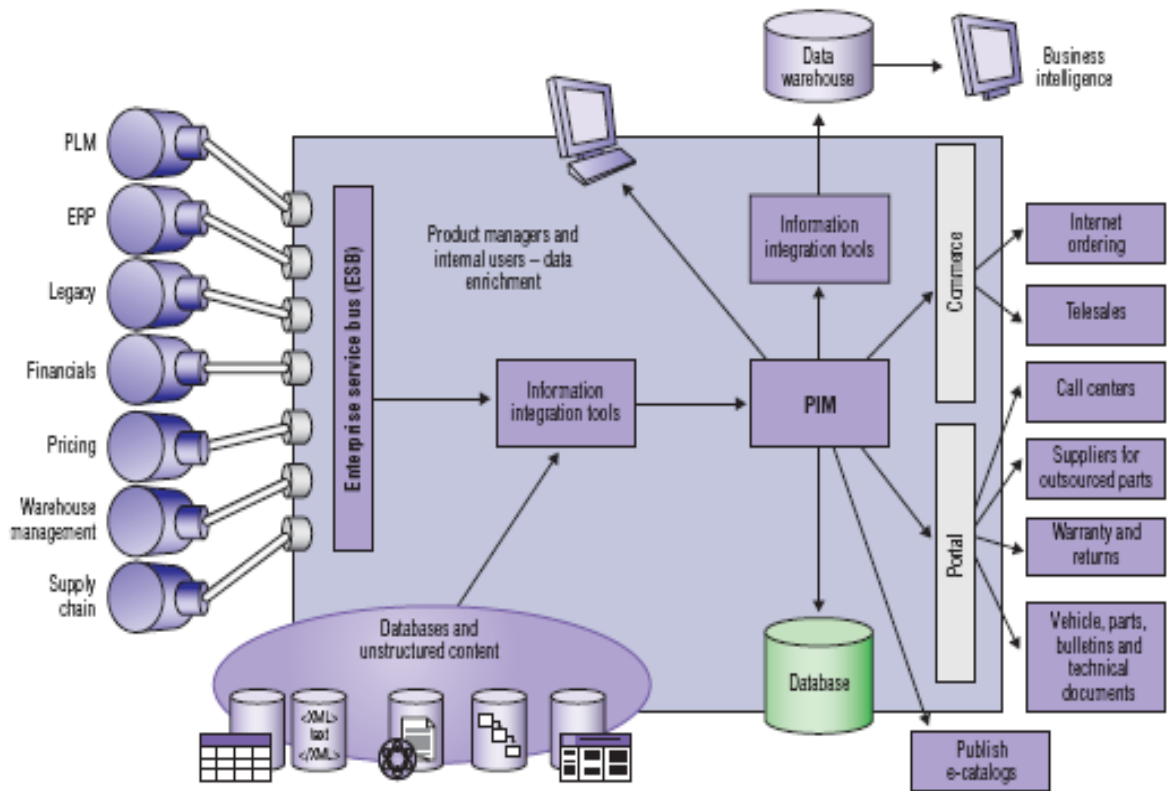 Data
warehouse
Business
intelligence
PLM
ERP
Legacy
Financials
Pricing
Warehouse
management
Supply
chain
Enterprise service bus (ESB)
Product managers and
internal users – data
enrichment
Information
integration tools
Information
integration tools
PIM
Commerce
Portal
Internet
ordering
Telesales
Call centers
Suppliers for
outsourced parts
Warranty and
returns
Vehicle, parts,
bulletins and
technical
documents
Databases and
unstructured content
<XML>
text
</XML>
Database
Publish
e-catalogs